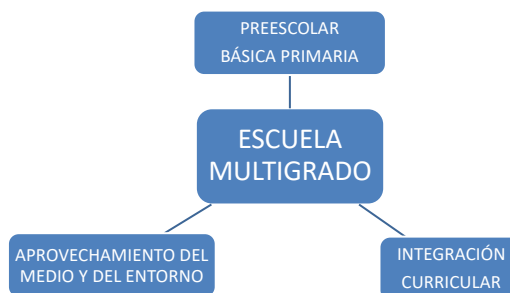 PREESCOLAR
BÁSICA PRIMARIA
ESCUELA
MULTIGRADO
APROVECHAMIENTO DEL
MEDIO Y DEL ENTORNO
INTEGRACIÓN
CURRICULAR